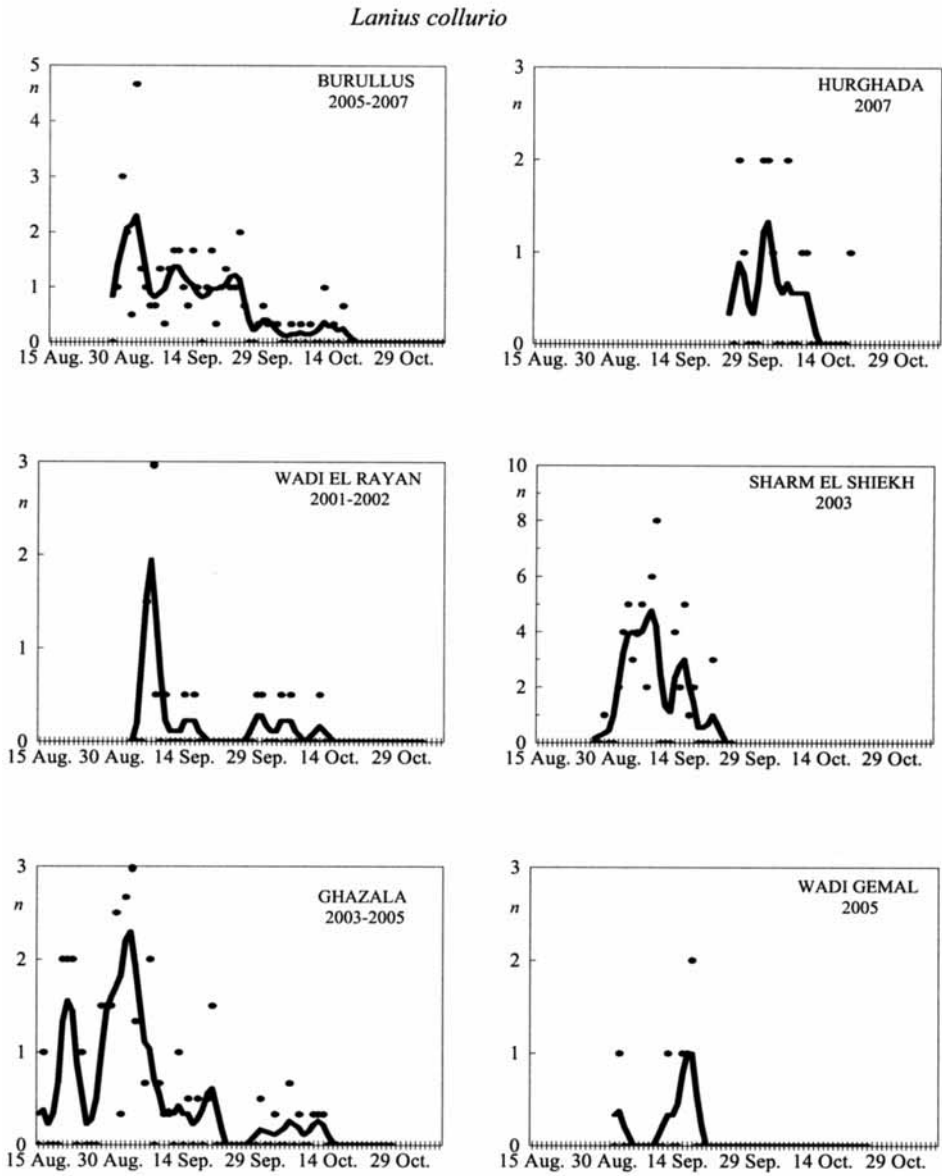 Lanius collurio
5
n
4
3
2
1
0
BURULLUS
2005-2007
15 Aug. 30 Aug. 14 Sep. 29 Sep. 14 Oct. 29 Oct.
3
n
2
1
0
HURGHADA
2007
15 Aug. 30 Aug. 14 Sep. 29 Sep. 14 Oct. 29 Oct.
3
n
2
1
0
WADI EL RAYAN
2001-2002
15 Aug. 30 Aug. 14 Sep. 29 Sep. 14 Oct. 29 Oct.
10
n
8
6
4
2
0
SHARM EL SHIEKH
2003
15 Aug. 30 Aug. 14 Sep. 29 Sep. 14 Oct. 29 Oct.
3
n
2
1
0
GHAZALA
2003-2005
15 Aug. 30 Aug. 14 Sep. 29 Sep. 14 Oct. 29 Oct.
3
n
2
1
0
WADI GEMAL
2005
15 Aug. 30 Aug. 14 Sep. 29 Sep. 14 Oct. 29 Oct.